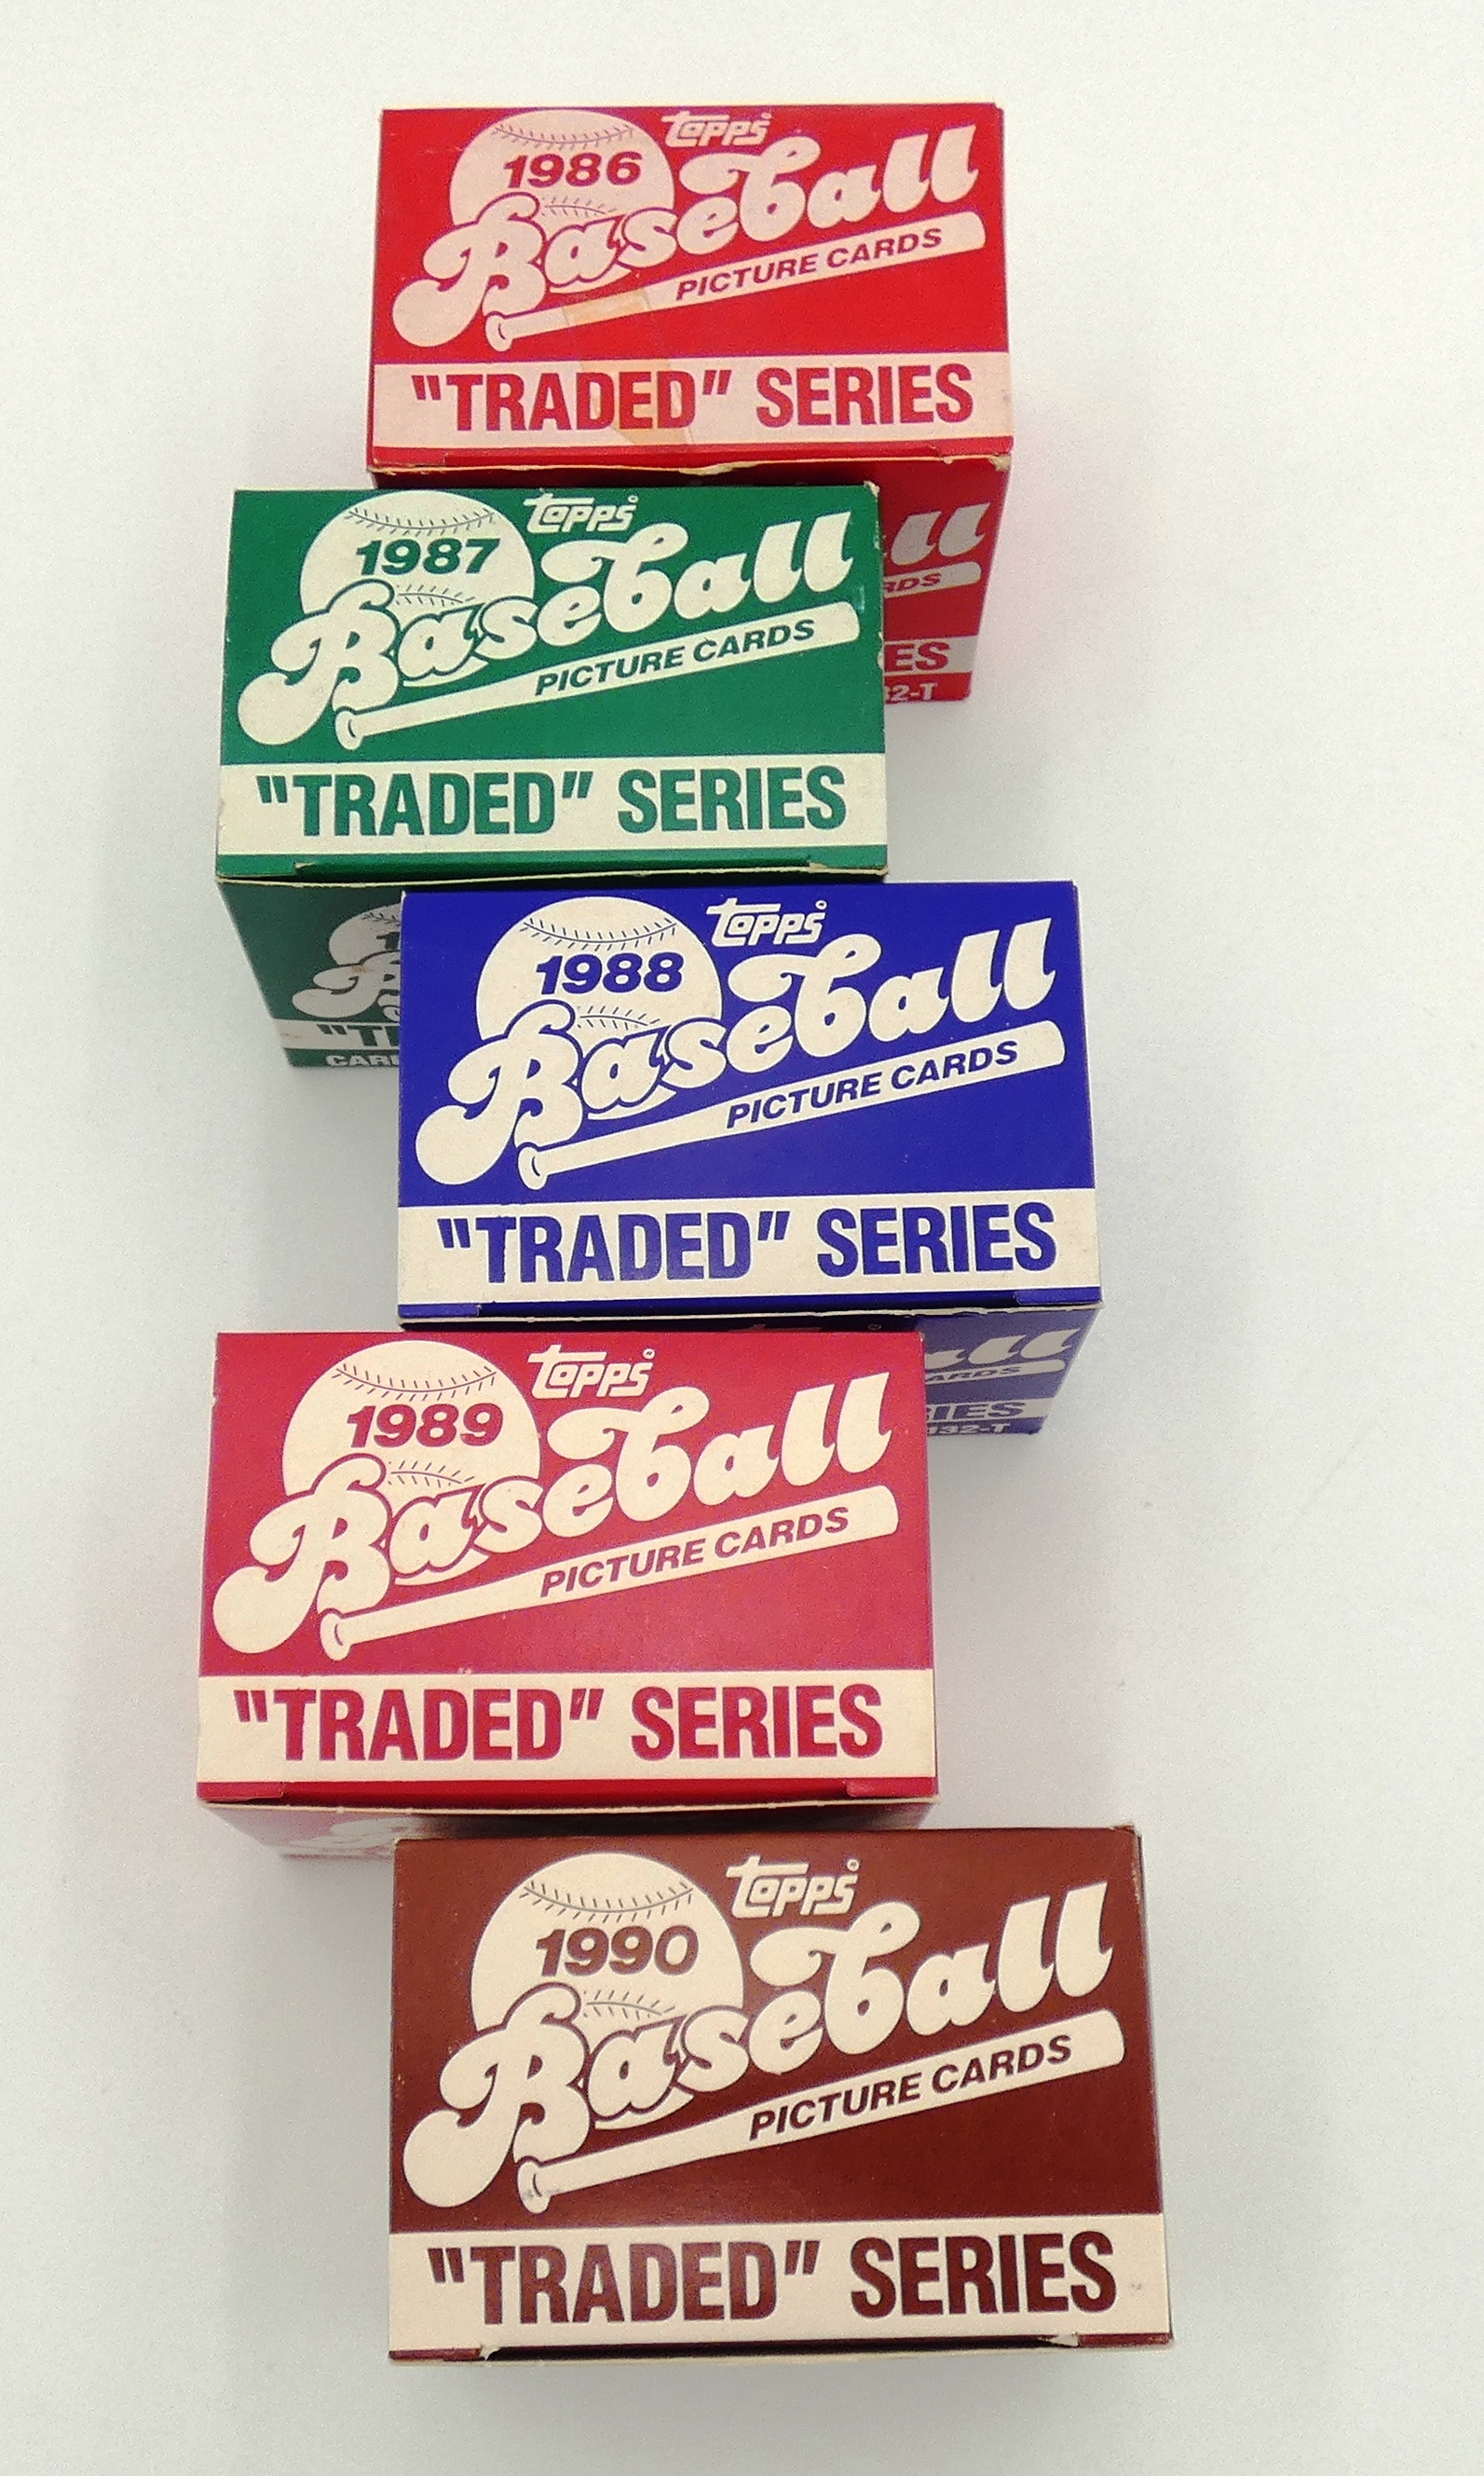 Topps
1986
Baseball
PICTURE CARDS
"TRADED" SERIES
Topps
1987
Baseball
PICTURE CARDS
"TRADED" SERIES
Topps
1988
Baseball
PICTURE CARDS
"TRADED" SERIES
Topps
1989
Baseball
PICTURE CARDS
"TRADED" SERIES
Topps
1990
Baseball
PICTURE CARDS
"TRADED" SERIES